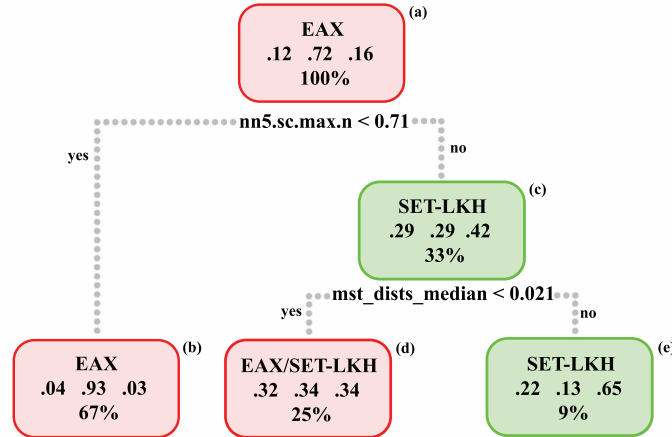 (a)
EAX
.12 .72 .16
100%
nn5.sc.max.n < 0.71
yes
no
(c)
SET-LKH
.29 .29 .42
33%
mst_dists_median < 0.021
yes
no
(b)
EAX
.04 .93 .03
67%
(d)
EAX/SET-LKH
.32 .34 .34
25%
(e)
SET-LKH
.22 .13 .65
9%